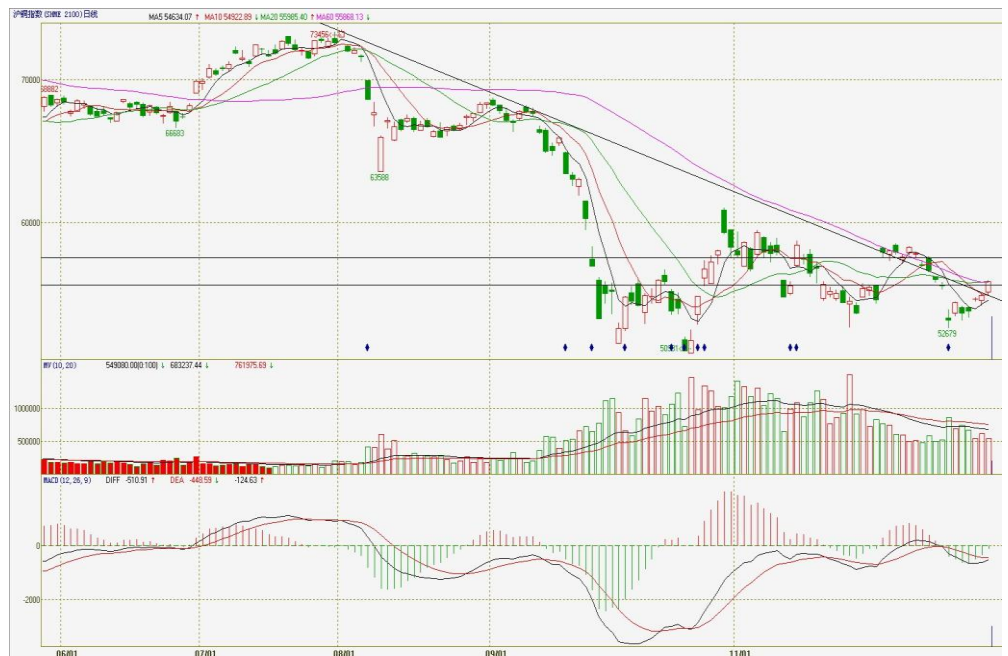 沪铜指数(SHME 2100)日线 MA5 54634.07 ↑ MA10 54922.89 ↓ MA20 55985.40 ↑ MA60 55868.13 ↓
73456
70000
68882
66683
63588
60000
52679
MV(10,20) 549080.00(0:100) ↓ 683237.44 ↓ 761975.69 ↓
1000000
500000
MACD(12,26,9) DIFF -510.91 ↑ DEA -448.59 ↓ -124.63 ↑
0
-2000
06/01 07/01 08/01 09/01 11/01